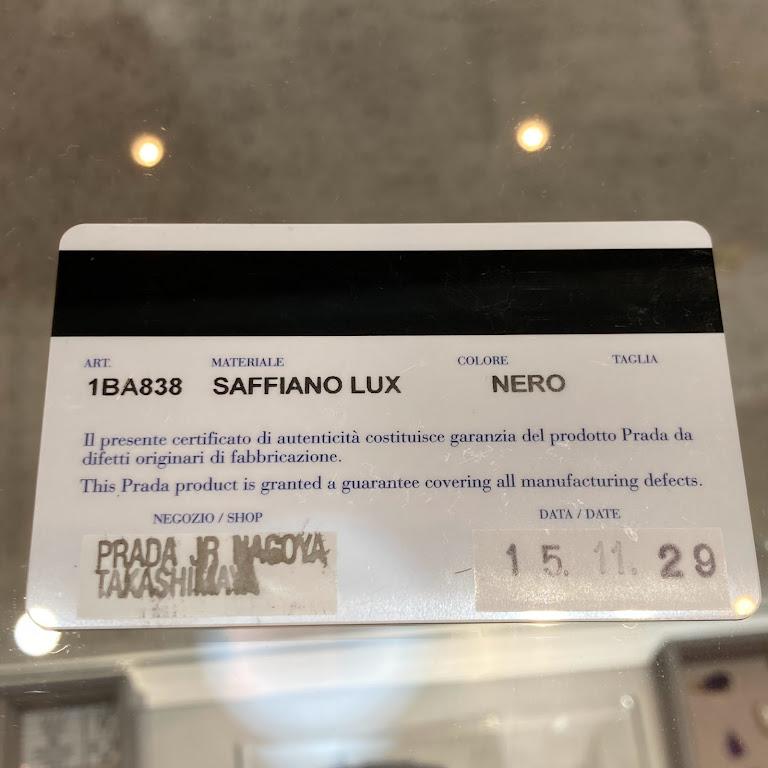 ART. MATERIALE COLORE TAGLIA
1BA838 SAFFIANO LUX NERO
Il presente certificato di autenticità costituisce garanzia del prodotto Prada da
difetti originari di fabbricazione.
This Prada product is granted a guarantee covering all manufacturing defects.
NEGOZIO / SHOP DATA / DATE
PRADA JR NAGOYA 15. 11. 29
TAKASHIMAYA